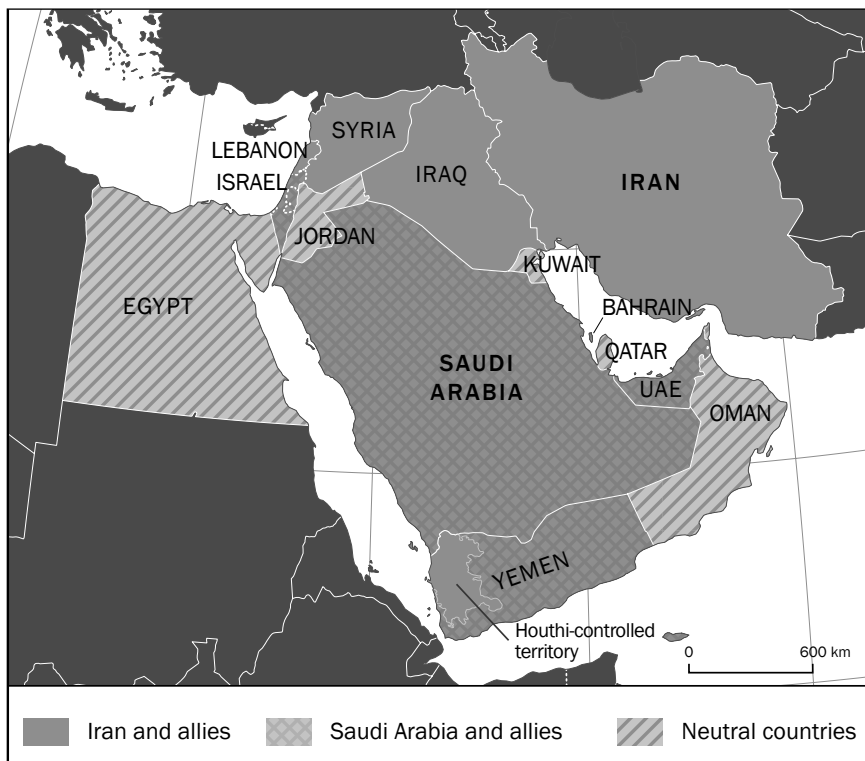 SYRIA
LEBANON
IRAQ
IRAN
ISRAEL
JORDAN
KUWAIT
EGYPT
BAHRAIN
QATAR
SAUDI
ARABIA
UAE
OMAN
YEMEN
Houthi-controlled
territory
0 600 km
Iran and allies
Saudi Arabia and allies
Neutral countries